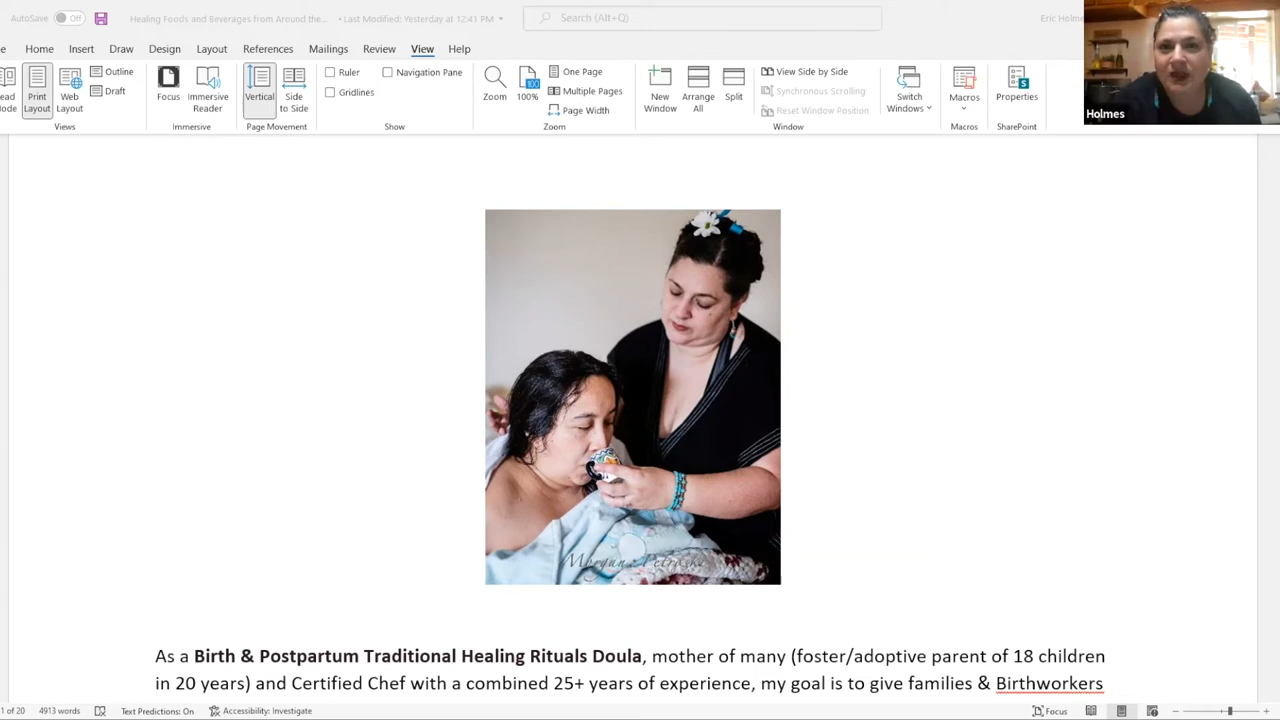 AutoSave Off Healing Foods and Beverages from Around the... • Last Modified: Yesterday at 12:41 PM Search (Alt+Q) Eric Holme
Home Insert Draw Design Layout References Mailings Review View Help
Print Layout
Web Layout
Outline
Draft
Views
Focus
Immersive Reader
Immersive
Vertical
Side to Side
Page Movement
Ruler
Gridlines
Navigation Pane
Show
Zoom
100%
One Page
Multiple Pages
Page Width
Zoom
New Window
Arrange All
Split
View Side by Side
Synchronous Scrolling
Reset Window Position
Window
Switch Windows
Macros
Macros
Properties
SharePoint
Holmes
As a Birth & Postpartum Traditional Healing Rituals Doula, mother of many (foster/adoptive parent of 18 children
in 20 years) and Certified Chef with a combined 25+ years of experience, my goal is to give families & Birthworkers
1 of 20 4913 words Text Predictions: On Accessibility: Investigate Focus